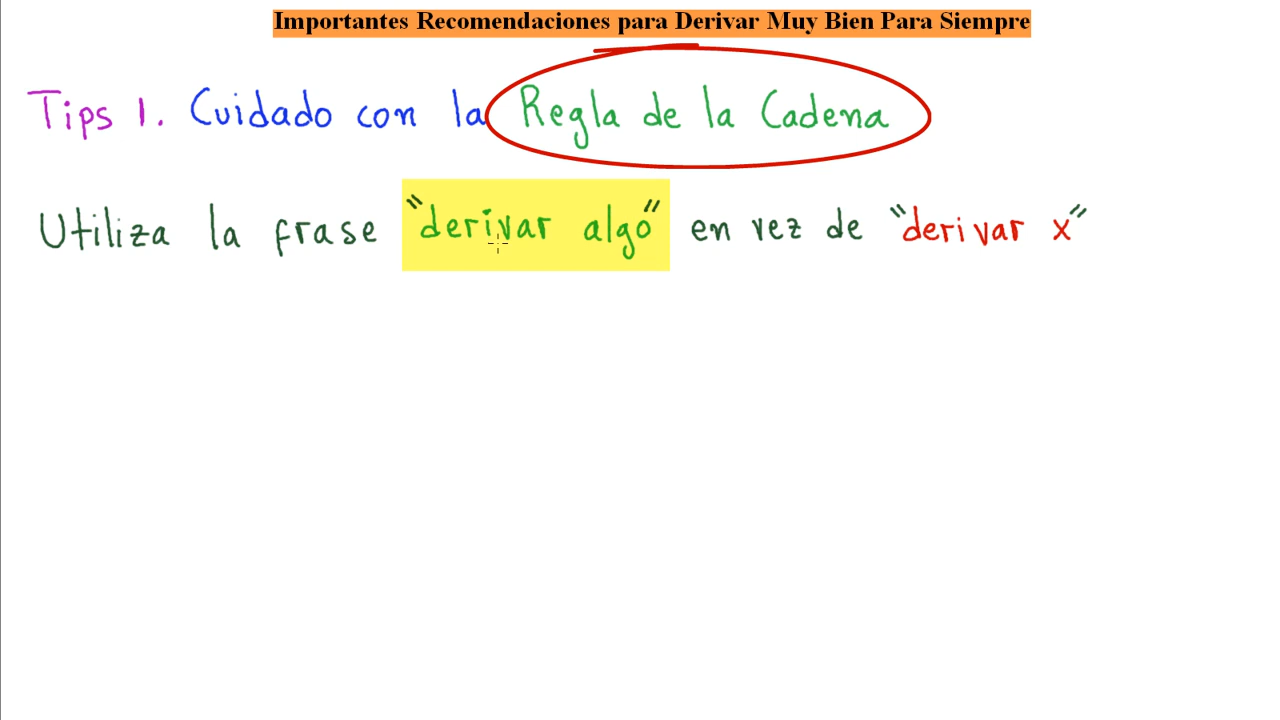 Importantes Recomendaciones para Derivar Muy Bien Para Siempre
Tips 1. Cuidado con la Regla de la Cadena
Utiliza la frase "derivar algo" en vez de "derivar x"